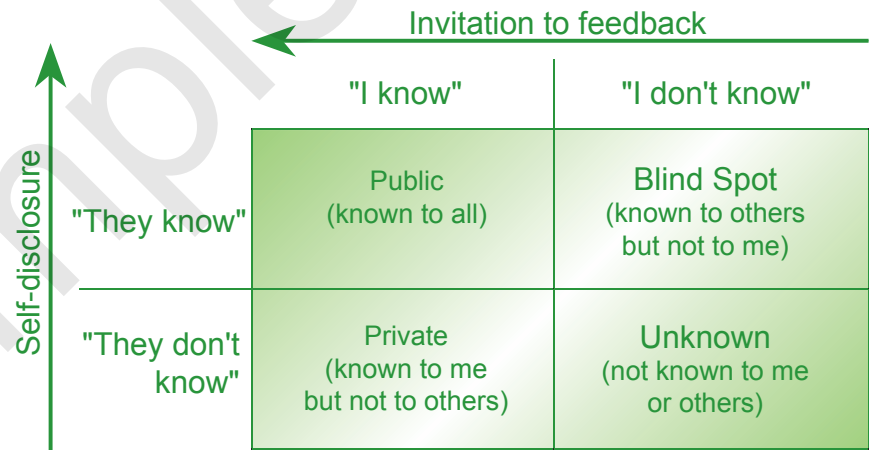 Invitation to feedback
"I know"
"I don't know"
Self-disclosure
"They know"
Public
(known to all)
Blind Spot
(known to others
but not to me)
"They don't
know"
Private
(known to me
but not to others)
Unknown
(not known to me
or others)